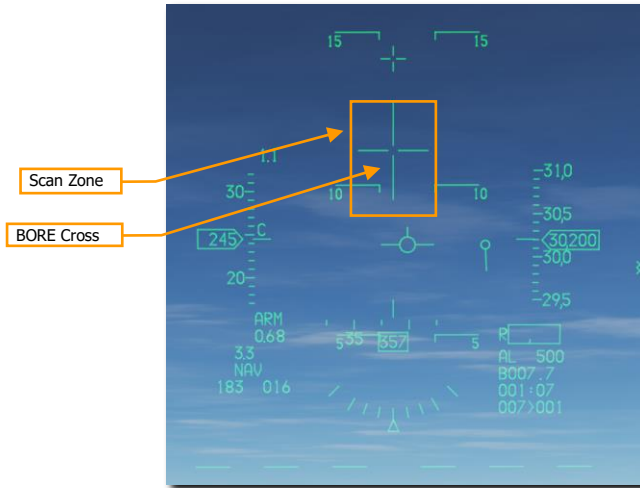 15 15
1.1
31,0
Scan Zone
30
10 10
30,5
BORE Cross
245
C
30,200
30,0
20
29,5
ARM
0.68
5 35 357 5
R
3.3
AL 500
NAV
B007.7
183 016
001:07
007>001